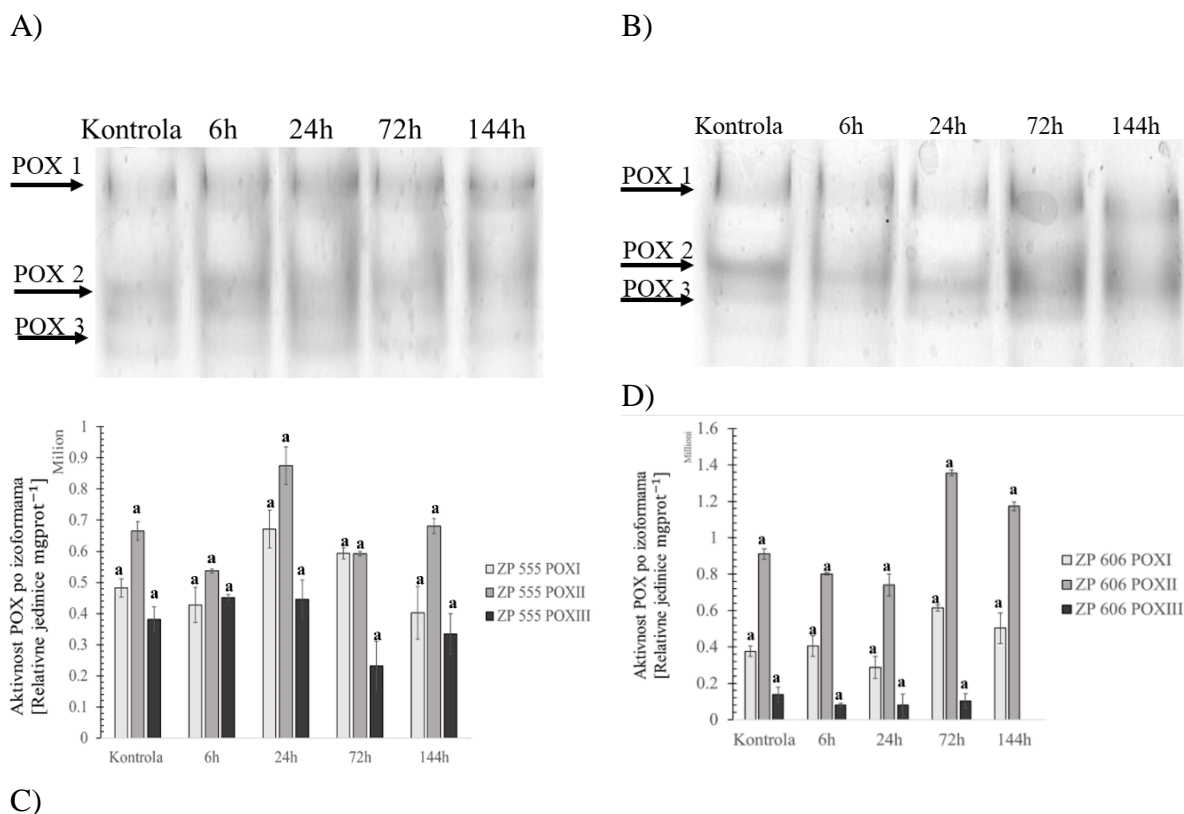 A)
Kontrola 6h 24h 72h 144h
POX 1
POX 2
POX 3
B)
Kontrola 6h 24h 72h 144h
POX 1
POX 2
POX 3
Aktivnost POX po izoformama
[Relativne jedinice mgprot⁻¹]
Milion
1
0.9
0.8
0.7
0.6
0.5
0.4
0.3
0.2
0.1
0
a a a
a a a
a a a
a a a
a a a
Kontrola 6h 24h 72h 144h
ZP 555 POXI
ZP 555 POXII
ZP 555 POXIII
D)
Aktivnost POX po izoformama
[Relativne jedinice mgprot⁻¹]
Millioni
1.6
1.4
1.2
1
0.8
0.6
0.4
0.2
0
a a a
a a a
a a a
a a a
a a
Kontrola 6h 24h 72h 144h
ZP 606 POXI
ZP 606 POXII
ZP 606 POXIII
C)